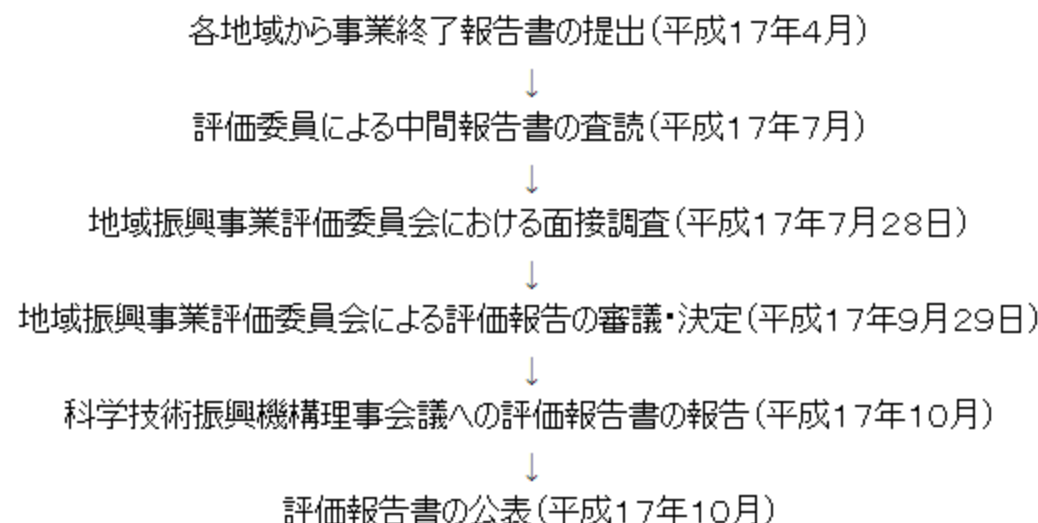 各地域から事業終了報告書の提出(平成17年4月)
↓
評価委員による中間報告書の査読(平成17年7月)
↓
地域振興事業評価委員会における面接調査(平成17年7月28日)
↓
地域振興事業評価委員会による評価報告の審議・決定(平成17年9月29日)
↓
科学技術振興機構理事会議への評価報告書の報告(平成17年10月)
↓
評価報告書の公表(平成17年10月)